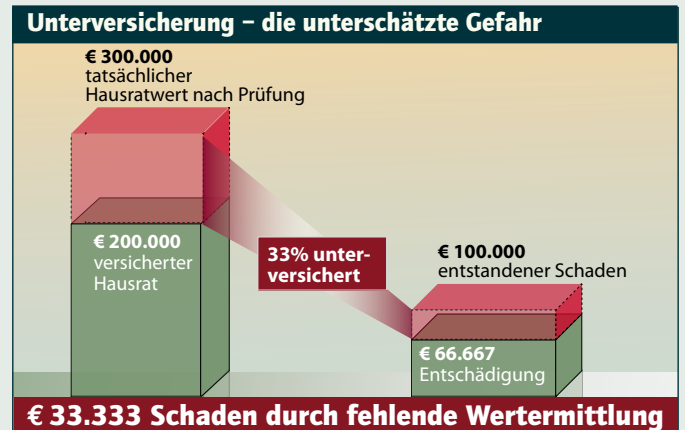 Unterversicherung – die unterschätzte Gefahr
€ 300.000
tatsächlicher
Hausratwert nach Prüfung
€ 200.000
versicherter
Hausrat
33% unter-
versichert
€ 100.000
entstandener Schaden
€ 66.667
Entschädigung
€ 33.333 Schaden durch fehlende Wertermittlung